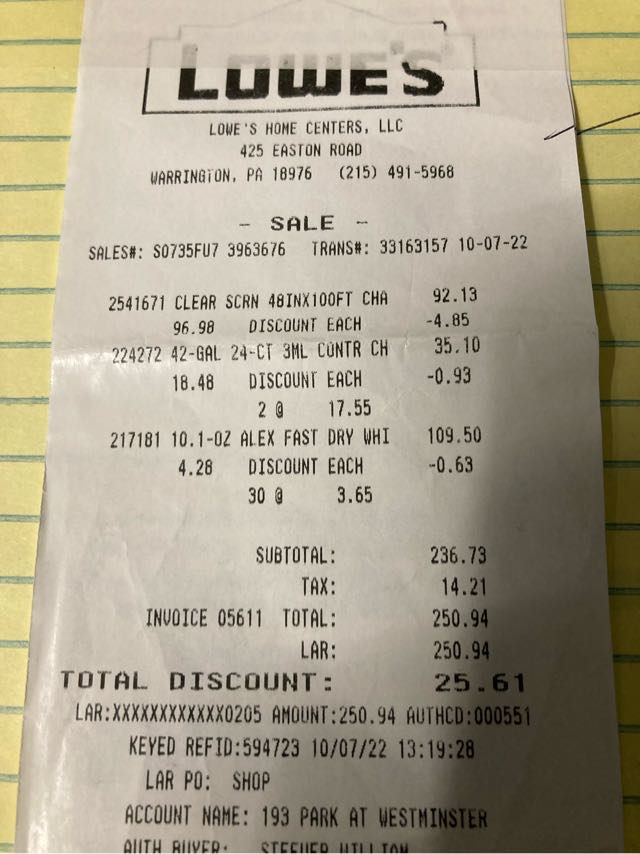 LOWE'S
LOWE'S HOME CENTERS, LLC
425 EASTON ROAD
WARRINGTON, PA 18976 (215) 491-5968
- SALE -
SALES#: S0735FU7 3963676 TRANS#: 33163157 10-07-22
2541671 CLEAR SCRN 48INX100FT CHA 92.13
96.98 DISCOUNT EACH -4.85
224272 42-GAL 24-CT 3ML CONTR CH 35.10
18.48 DISCOUNT EACH -0.93
2 @ 17.55
217181 10.1-OZ ALEX FAST DRY WHI 109.50
4.28 DISCOUNT EACH -0.63
30 @ 3.65
SUBTOTAL: 236.73
TAX: 14.21
INVOICE 05611 TOTAL: 250.94
LAR: 250.94
TOTAL DISCOUNT: 25.61
LAR:XXXXXXXXXXXX0205 AMOUNT:250.94 AUTHCD:000551
KEYED REFID:594723 10/07/22 13:19:28
LAR PO: SHOP
ACCOUNT NAME: 193 PARK AT WESTMINSTER
AUTH BUYER: